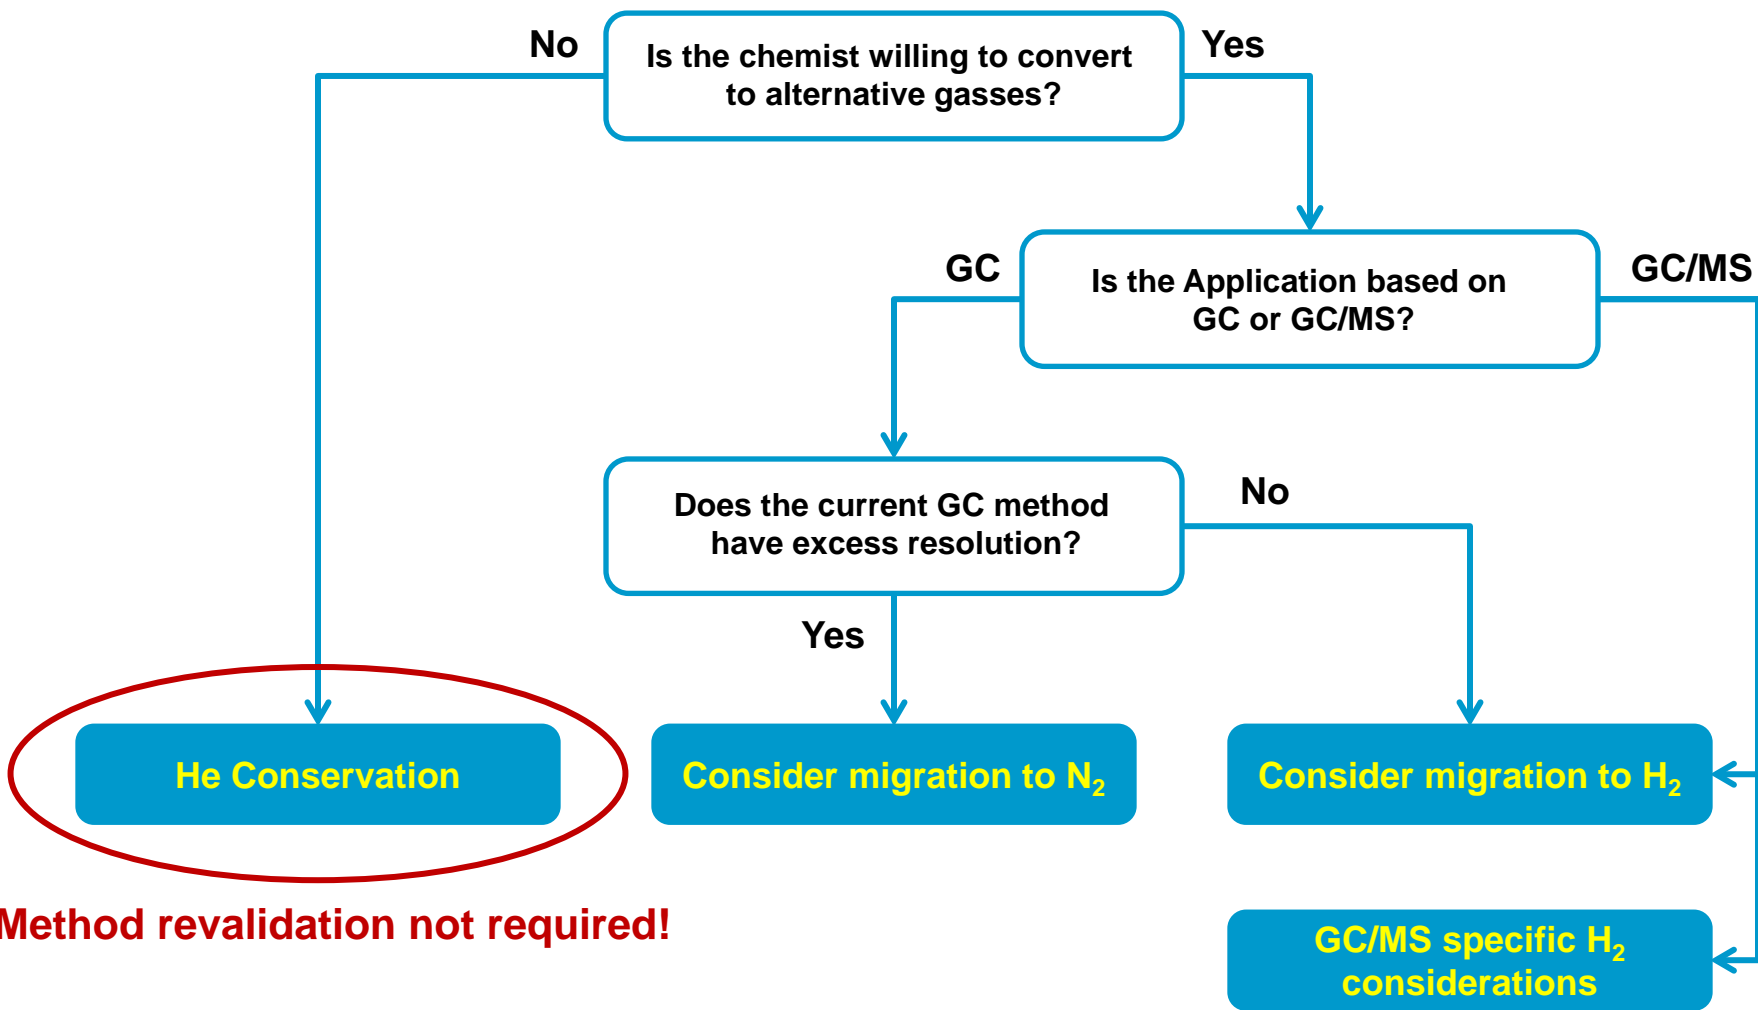 No
Is the chemist willing to convert
to alternative gasses?
Yes
GC
Is the Application based on
GC or GC/MS?
GC/MS
Does the current GC method
have excess resolution?
No
Yes
He Conservation
Consider migration to N₂
Consider migration to H₂
Method revalidation not required!
GC/MS specific H₂
considerations